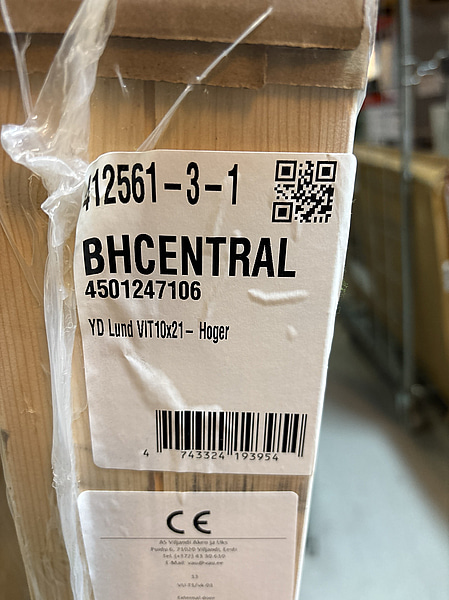 412561-3-1
BHCENTRAL
4501247106
YD Lund VIT10x21- Hoger
4 743324 193954
CE
AS Viljandi Aken ja Uks